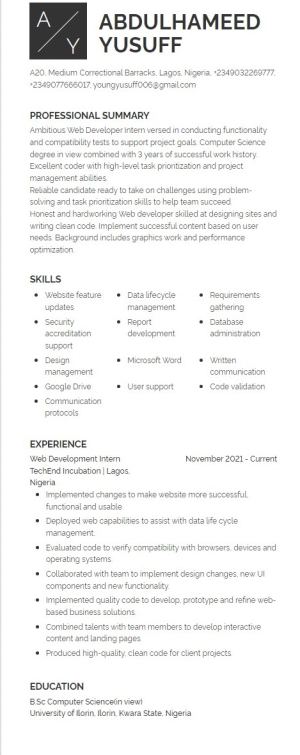 A
Y
ABDULHAMEED
YUSUFF
A20, Medium Correctional Barracks, Lagos, Nigeria, +2349032269777,
+2349077666017, youngyusuff006@gmail.com
PROFESSIONAL SUMMARY
Ambitious Web Developer Intern versed in conducting functionality
and compatibility tests to support project goals. Computer Science
degree in view combined with 3 years of successful work history.
Excellent coder with high-level task prioritization and project
management abilities.
Reliable candidate ready to take on challenges using problem-
solving and task prioritization skills to help team succeed.
Honest and hardworking Web developer skilled at designing sites and
writing clean code. Implement successful content based on user
needs. Background includes graphics work and performance
optimization.
SKILLS
• Website feature updates
• Data lifecycle management
• Requirements gathering
• Security accreditation support
• Report development
• Database administration
• Design management
• Microsoft Word
• Written communication
• Google Drive
• User support
• Code validation
• Communication protocols
EXPERIENCE
Web Development Intern November 2021 - Current
TechEnd Incubation | Lagos,
Nigeria
• Implemented changes to make website more successful,
functional and usable.
• Deployed web capabilities to assist with data life cycle
management.
• Evaluated code to verify compatibility with browsers, devices and
operating systems.
• Collaborated with team to implement design changes, new UI
components and new functionality.
• Implemented quality code to develop, prototype and refine web-
based business solutions.
• Combined talents with team members to develop interactive
content and landing pages.
• Produced high-quality, clean code for client projects.
EDUCATION
B.Sc Computer Science(in view)
University of Ilorin, Ilorin, Kwara State, Nigeria